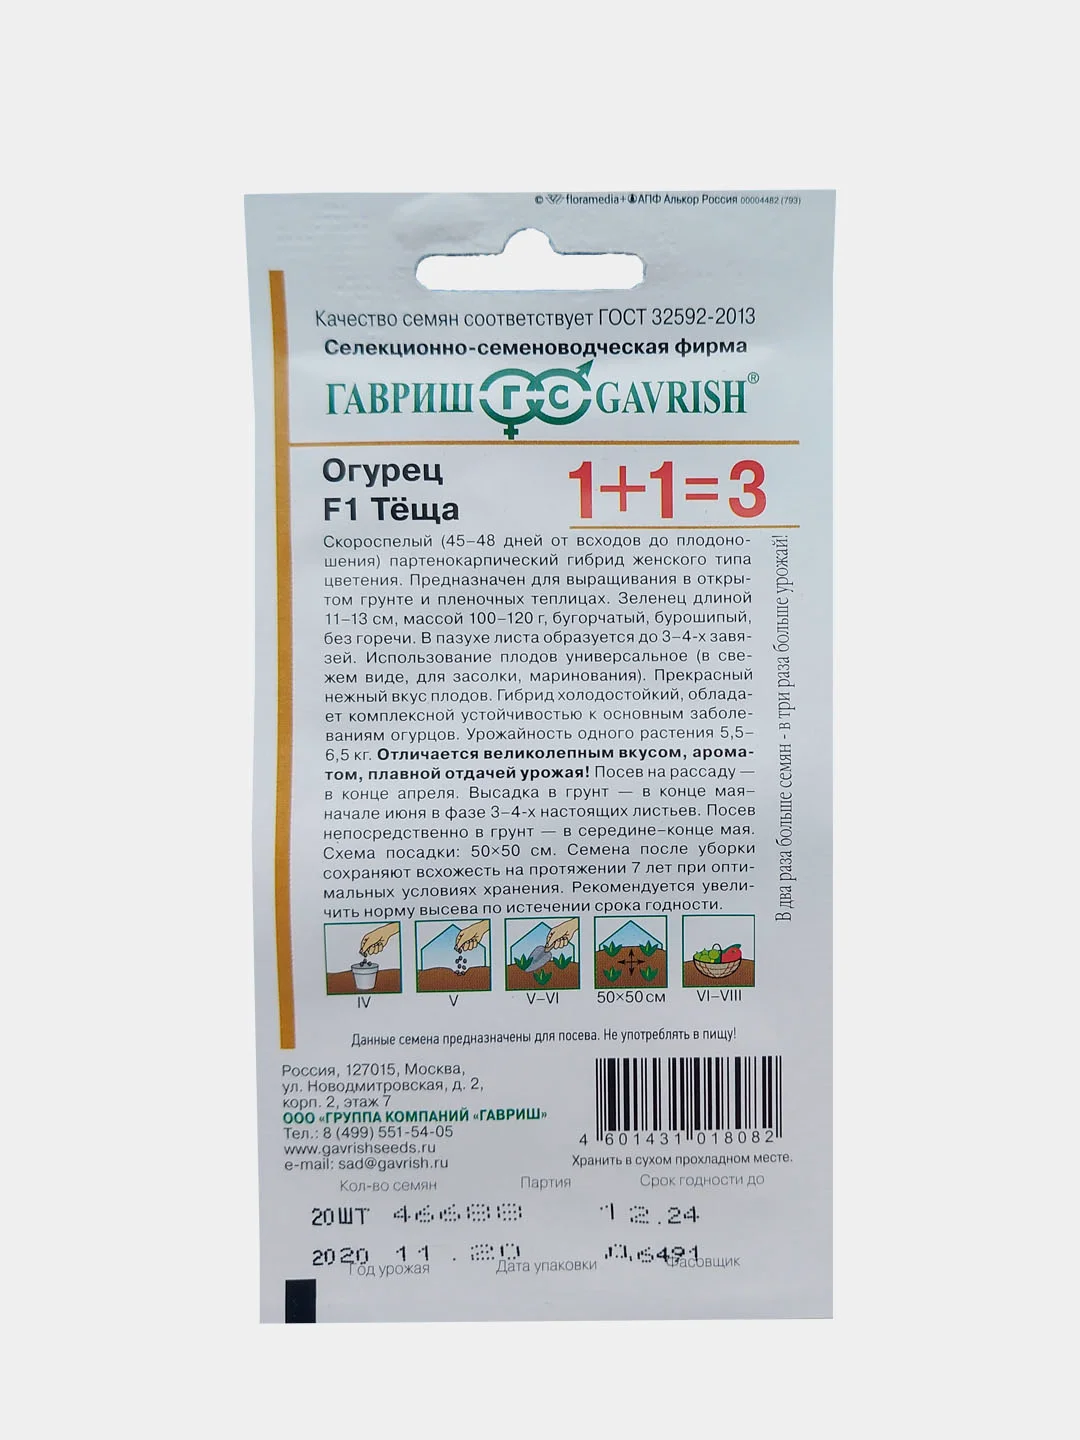 © floramedia+ АПФ Алькор Россия 00004482 (793)
Качество семян соответствует ГОСТ 32592-2013
Селекционно-семеноводческая фирма
ГАВРИШ Г-С GAVRISH®
Огурец
F1 Тёща
1+1=3
Скороспелый (45–48 дней от всходов до плодоно-
шения) партенокарпический гибрид женского типа
цветения. Предназначен для выращивания в откры-
том грунте и пленочных теплицах. Зеленец длиной
11–13 см, массой 100–120 г, бугорчатый, бурошипый,
без горечи. В пазухе листа образуется до 3–4-х завя-
зей. Использование плодов универсальное (в све-
жем виде, для засолки, маринования). Прекрасный
нежный вкус плодов. Гибрид холодостойкий, облада-
ет комплексной устойчивостью к основным заболе-
ваниям огурцов. Урожайность одного растения 5,5–
6,5 кг. Отличается великолепным вкусом, арома-
том, плавной отдачей урожая! Посев на рассаду —
в конце апреля. Высадка в грунт — в конце мая–
начале июня в фазе 3–4-х настоящих листьев. Посев
непосредственно в грунт — в середине–конце мая.
Схема посадки: 50×50 см. Семена после уборки
сохраняют всхожесть на протяжении 7 лет при опти-
мальных условиях хранения. Рекомендуется увели-
чить норму высева по истечении срока годности.
В два раза больше семян - в три раза больше урожай!
IV V V–VI 50×50 см VI–VIII
Данные семена предназначены для посева. Не употреблять в пищу!
Россия, 127015, Москва,
ул. Новодмитровская, д. 2,
корп. 2, этаж 7
ООО «ГРУППА КОМПАНИЙ «ГАВРИШ»
Тел.: 8 (499) 551-54-05
www.gavrishseeds.ru
e-mail: sad@gavrish.ru
4 601431 018082
Хранить в сухом прохладном месте.
Кол-во семян Партия Срок годности до
20ШТ 12.24
2020 11.20
Год урожая Дата упаковки Фасовщик